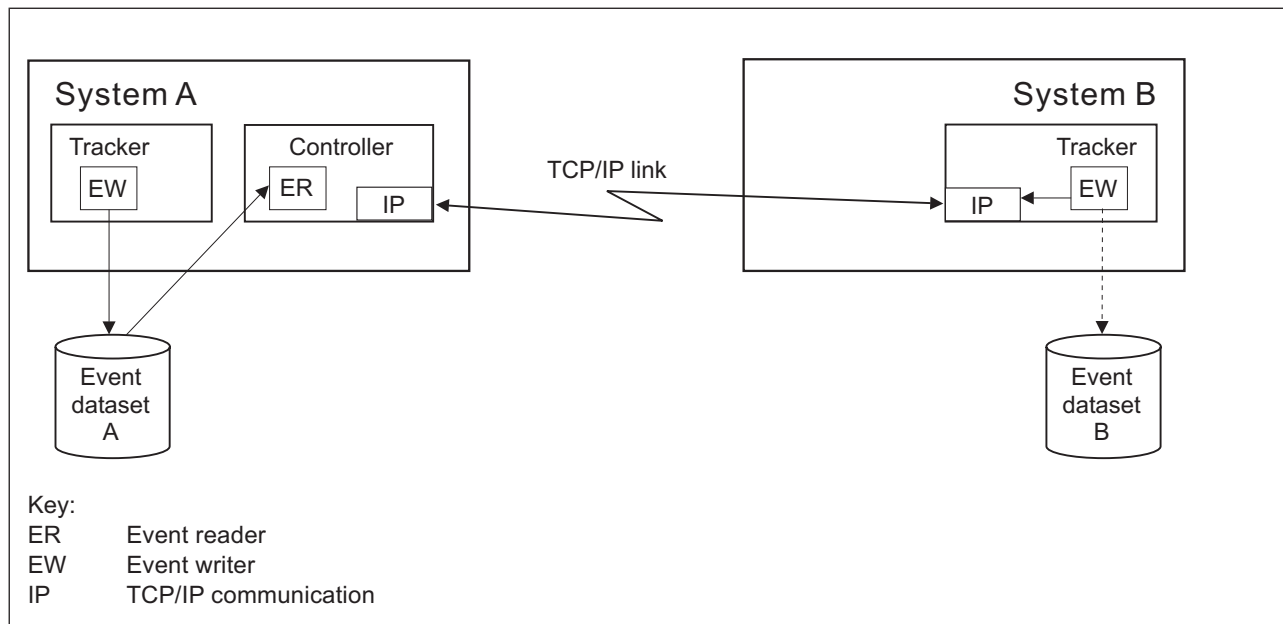 System A
Tracker
EW
Controller
ER
IP
TCP/IP link
System B
Tracker
IP
EW
Event
dataset
A
Event
dataset
B
Key:
ER Event reader
EW Event writer
IP TCP/IP communication